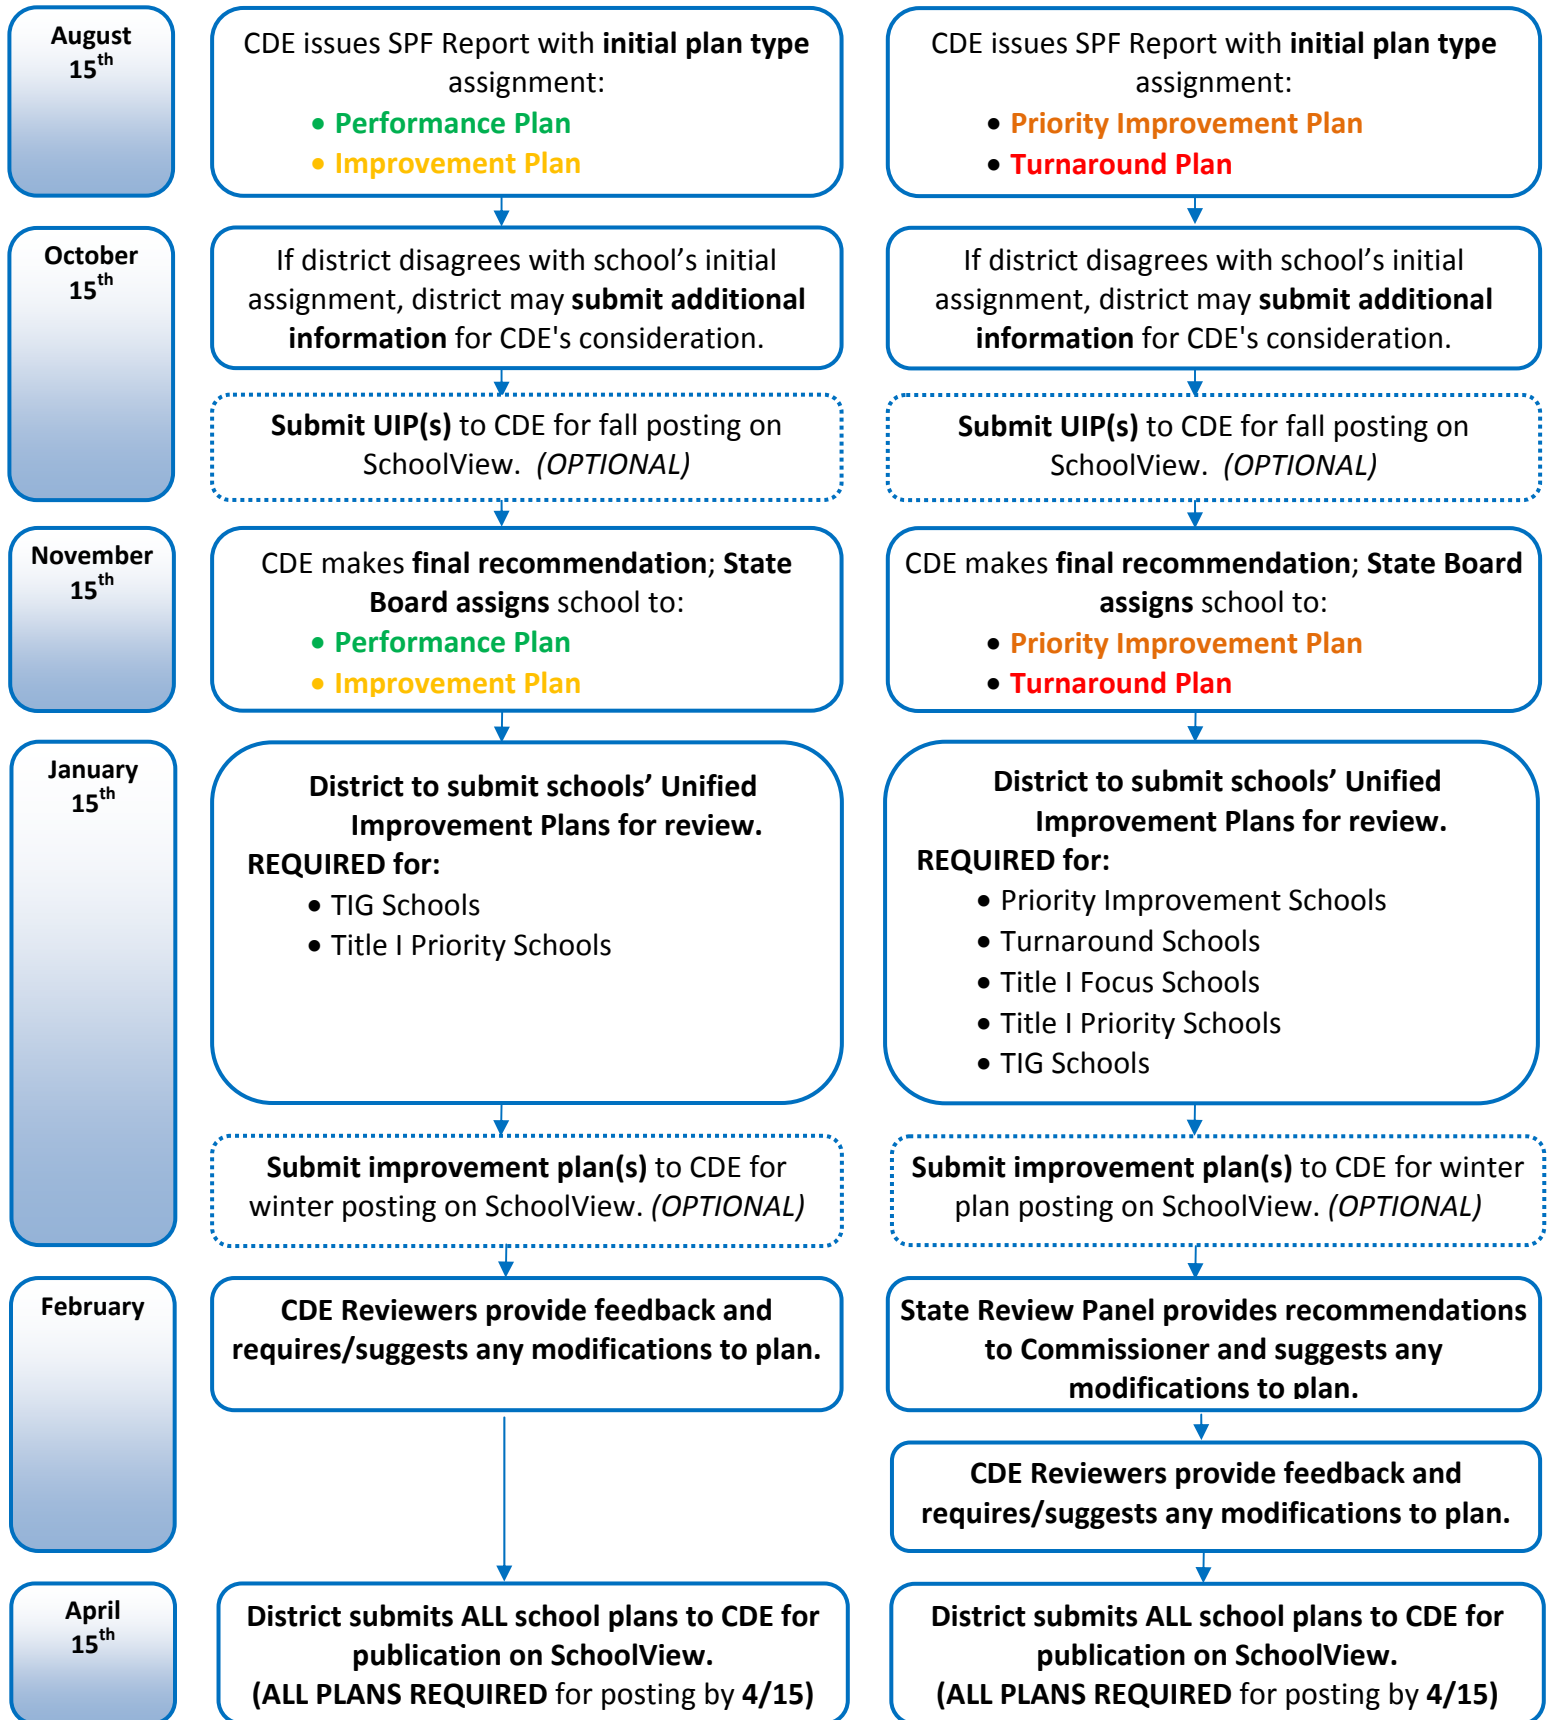 August
15th
CDE issues SPF Report with initial plan type
assignment:
• Performance Plan
• Improvement Plan
CDE issues SPF Report with initial plan type
assignment:
• Priority Improvement Plan
• Turnaround Plan
October
15th
If district disagrees with school’s initial
assignment, district may submit additional
information for CDE's consideration.
If district disagrees with school’s initial
assignment, district may submit additional
information for CDE's consideration.
Submit UIP(s) to CDE for fall posting on
SchoolView. (OPTIONAL)
Submit UIP(s) to CDE for fall posting on
SchoolView. (OPTIONAL)
November
15th
CDE makes final recommendation; State
Board assigns school to:
• Performance Plan
• Improvement Plan
CDE makes final recommendation; State Board
assigns school to:
• Priority Improvement Plan
• Turnaround Plan
January
15th
District to submit schools’ Unified
Improvement Plans for review.
REQUIRED for:
• TIG Schools
• Title I Priority Schools
District to submit schools’ Unified
Improvement Plans for review.
REQUIRED for:
• Priority Improvement Schools
• Turnaround Schools
• Title I Focus Schools
• Title I Priority Schools
• TIG Schools
Submit improvement plan(s) to CDE for
winter posting on SchoolView. (OPTIONAL)
Submit improvement plan(s) to CDE for winter
plan posting on SchoolView. (OPTIONAL)
February
CDE Reviewers provide feedback and
requires/suggests any modifications to plan.
State Review Panel provides recommendations
to Commissioner and suggests any
modifications to plan.
CDE Reviewers provide feedback and
requires/suggests any modifications to plan.
April
15th
District submits ALL school plans to CDE for
publication on SchoolView.
(ALL PLANS REQUIRED for posting by 4/15)
District submits ALL school plans to CDE for
publication on SchoolView.
(ALL PLANS REQUIRED for posting by 4/15)